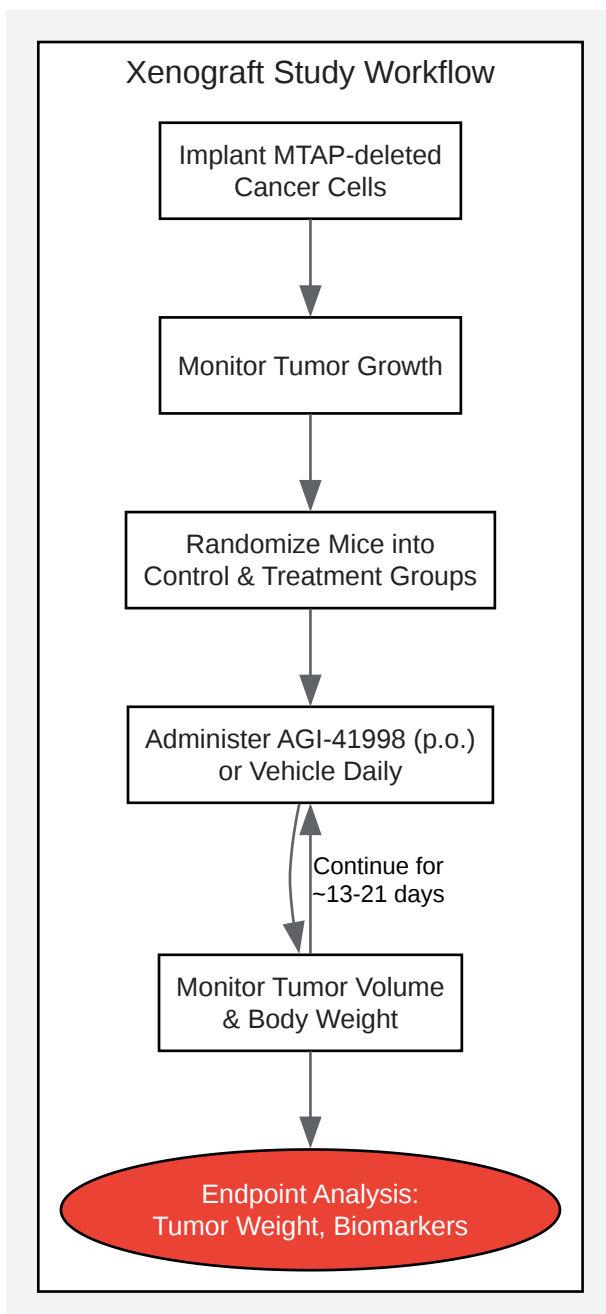 Xenograft Study Workflow
Implant MTAP-deleted
Cancer Cells
Monitor Tumor Growth
Randomize Mice into
Control & Treatment Groups
Administer AGI-41998 (p.o.)
or Vehicle Daily
Continue for
~13-21 days
Monitor Tumor Volume
& Body Weight
Endpoint Analysis:
Tumor Weight, Biomarkers